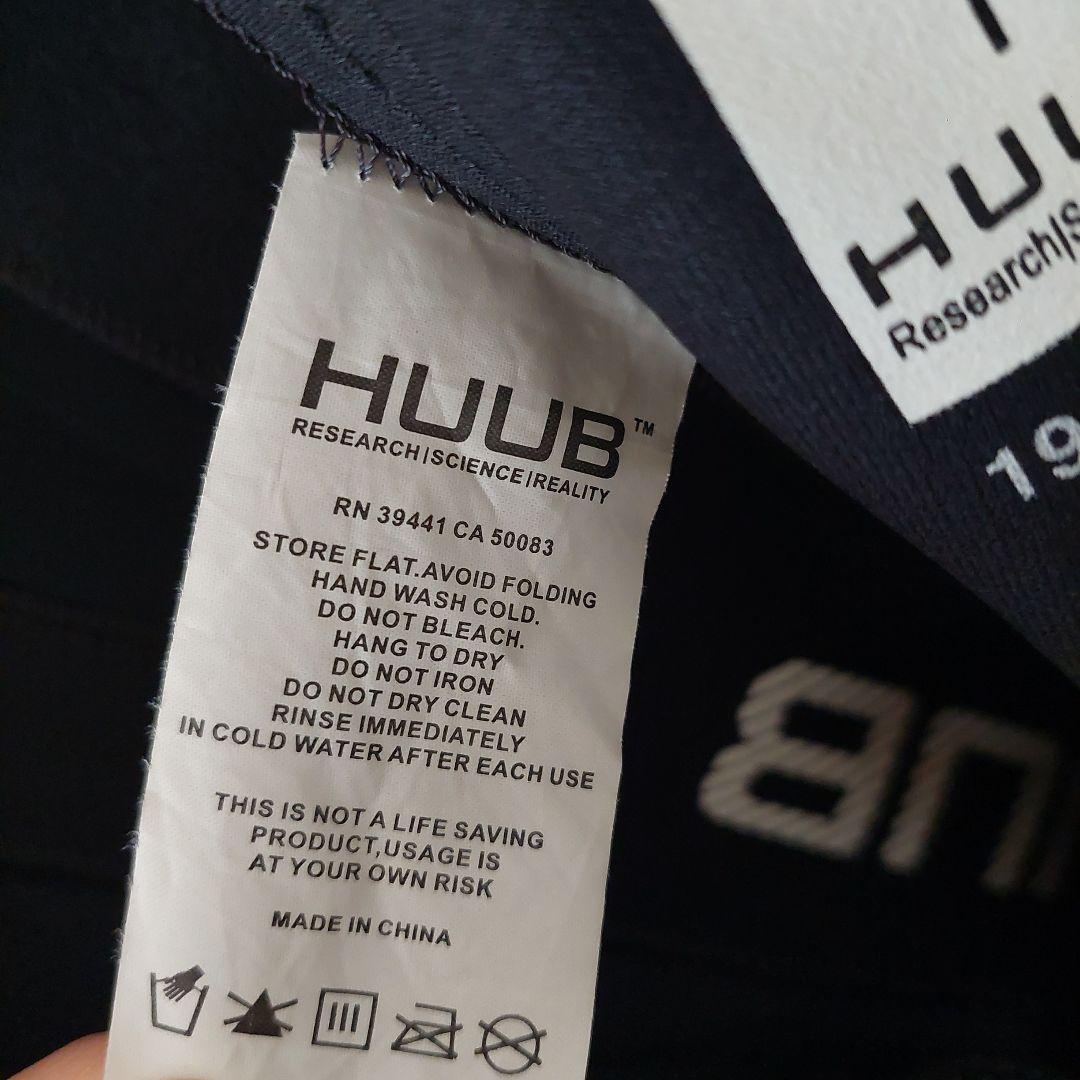 HUUB™
RESEARCH|SCIENCE|REALITY
RN 39441 CA 50083
STORE FLAT.AVOID FOLDING
HAND WASH COLD.
DO NOT BLEACH.
HANG TO DRY
DO NOT IRON
DO NOT DRY CLEAN
RINSE IMMEDIATELY
IN COLD WATER AFTER EACH USE
THIS IS NOT A LIFE SAVING
PRODUCT,USAGE IS
AT YOUR OWN RISK
MADE IN CHINA
HUU
Research|S
19
UB